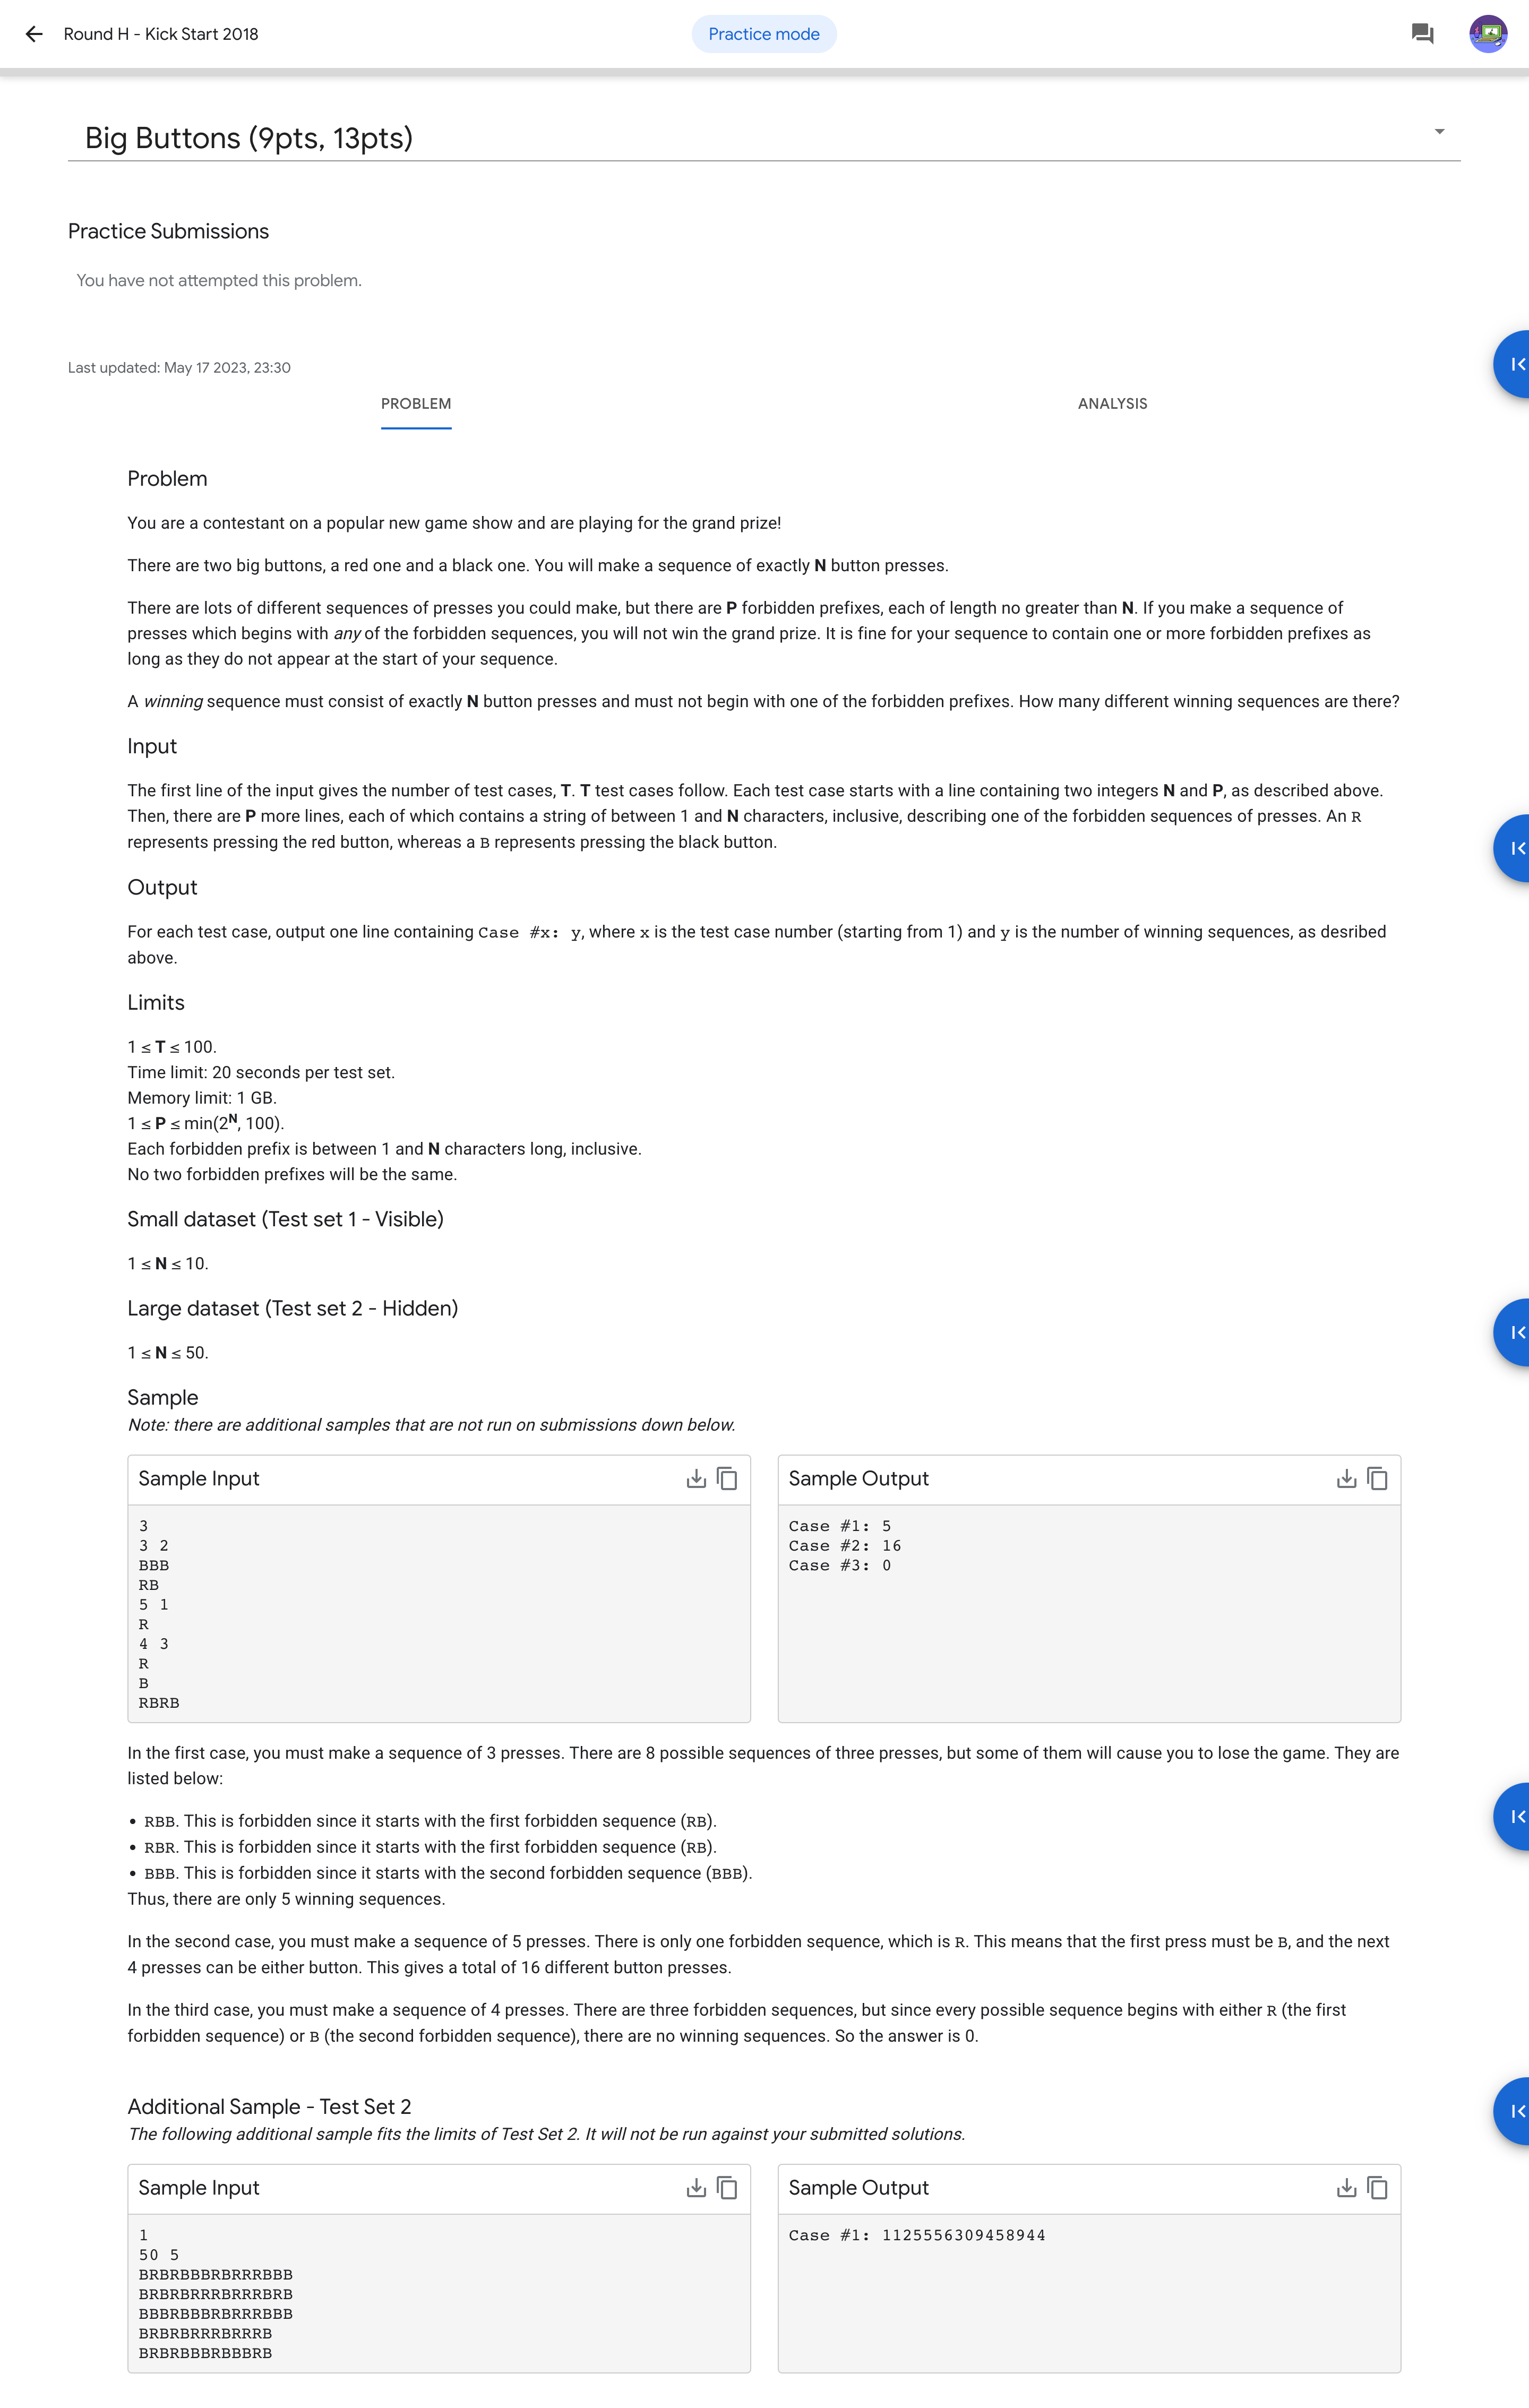 Round H - Kick Start 2018
Practice mode
Big Buttons (9pts, 13pts)
Practice Submissions
You have not attempted this problem.
Last updated: May 17 2023, 23:30
PROBLEM
ANALYSIS
Problem
You are a contestant on a popular new game show and are playing for the grand prize!
There are two big buttons, a red one and a black one. You will make a sequence of exactly N button presses.
There are lots of different sequences of presses you could make, but there are P forbidden prefixes, each of length no greater than N. If you make a sequence of
presses which begins with any of the forbidden sequences, you will not win the grand prize. It is fine for your sequence to contain one or more forbidden prefixes as
long as they do not appear at the start of your sequence.
A winning sequence must consist of exactly N button presses and must not begin with one of the forbidden prefixes. How many different winning sequences are there?
Input
The first line of the input gives the number of test cases, T. T test cases follow. Each test case starts with a line containing two integers N and P, as described above.
Then, there are P more lines, each of which contains a string of between 1 and N characters, inclusive, describing one of the forbidden sequences of presses. An R
represents pressing the red button, whereas a B represents pressing the black button.
Output
For each test case, output one line containing Case #x: y, where x is the test case number (starting from 1) and y is the number of winning sequences, as desribed
above.
Limits
1 ≤ T ≤ 100.
Time limit: 20 seconds per test set.
Memory limit: 1 GB.
1 ≤ P ≤ min(2^N, 100).
Each forbidden prefix is between 1 and N characters long, inclusive.
No two forbidden prefixes will be the same.
Small dataset (Test set 1 - Visible)
1 ≤ N ≤ 10.
Large dataset (Test set 2 - Hidden)
1 ≤ N ≤ 50.
Sample
Note: there are additional samples that are not run on submissions down below.
Sample Input
3
3 2
BBB
RB
5 1
R
4 3
R
B
RBRB
Sample Output
Case #1: 5
Case #2: 16
Case #3: 0
In the first case, you must make a sequence of 3 presses. There are 8 possible sequences of three presses, but some of them will cause you to lose the game. They are
listed below:
• RBB. This is forbidden since it starts with the first forbidden sequence (RB).
• RBR. This is forbidden since it starts with the first forbidden sequence (RB).
• BBB. This is forbidden since it starts with the second forbidden sequence (BBB).
Thus, there are only 5 winning sequences.
In the second case, you must make a sequence of 5 presses. There is only one forbidden sequence, which is R. This means that the first press must be B, and the next
4 presses can be either button. This gives a total of 16 different button presses.
In the third case, you must make a sequence of 4 presses. There are three forbidden sequences, but since every possible sequence begins with either R (the first
forbidden sequence) or B (the second forbidden sequence), there are no winning sequences. So the answer is 0.
Additional Sample - Test Set 2
The following additional sample fits the limits of Test Set 2. It will not be run against your submitted solutions.
Sample Input
1
50 5
BRBRBBBRBRRRBBB
BRBRBRRRBRRRBRB
BBBRBBBRBRRRBBB
BRBRBRRRBRRRB
BRBRBBBRBBBRB
Sample Output
Case #1: 1125556309458944